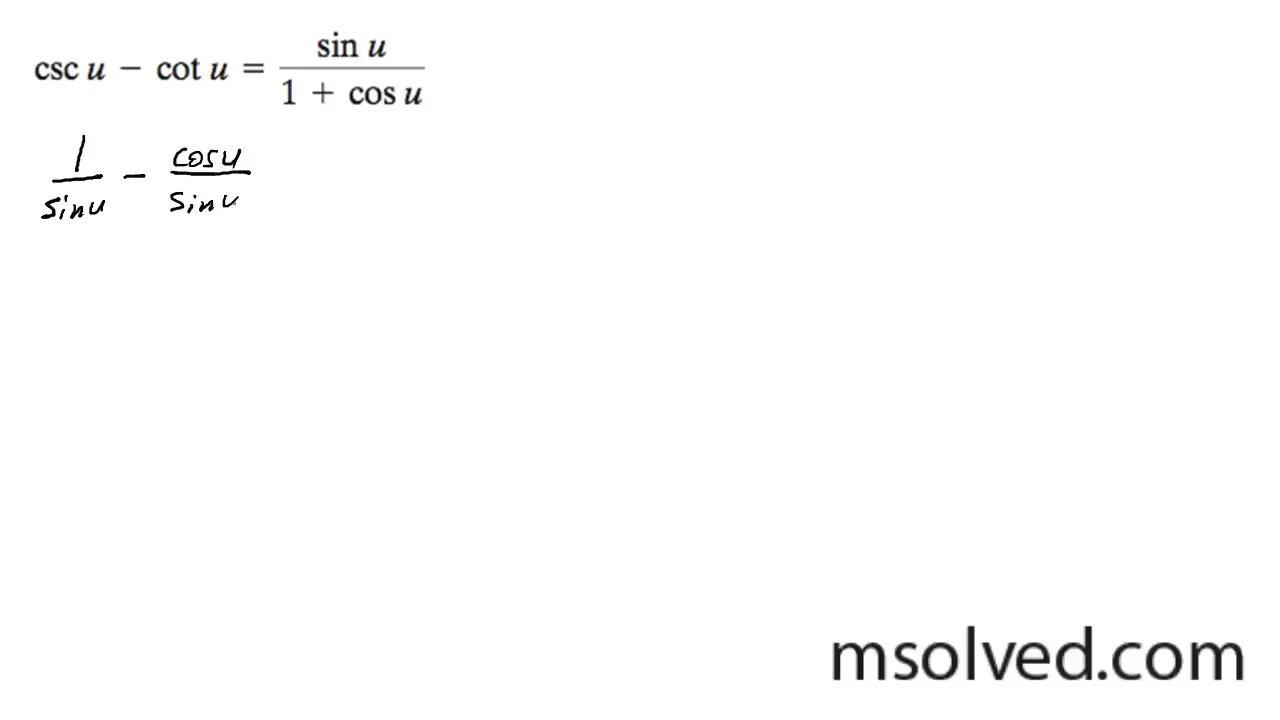 csc u − cot u = sin u / 1 + cos u
1 / sin u − cos u / sin u
msolved.com